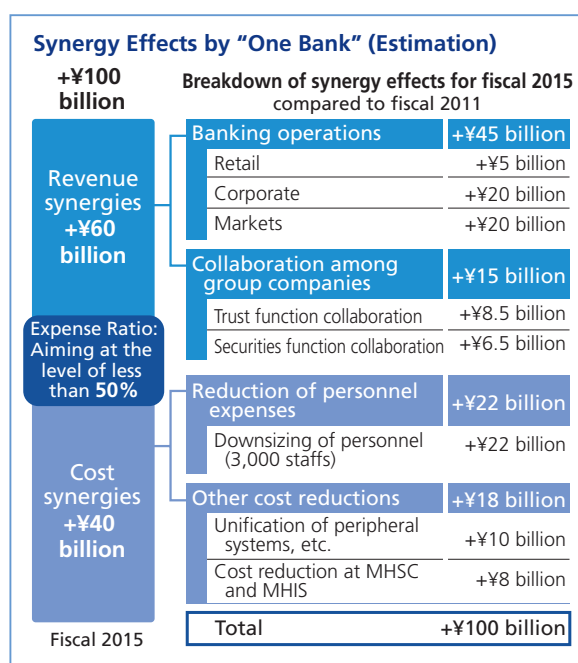 Synergy Effects by “One Bank” (Estimation)
+¥100
billion
Breakdown of synergy effects for fiscal 2015
compared to fiscal 2011
Revenue
synergies
+¥60
billion
Banking operations +¥45 billion
Retail +¥5 billion
Corporate +¥20 billion
Markets +¥20 billion
Collaboration among
group companies +¥15 billion
Trust function collaboration +¥8.5 billion
Securities function collaboration +¥6.5 billion
Expense Ratio:
Aiming at the
level of less
than 50%
Cost
synergies
+¥40
billion
Reduction of personnel
expenses +¥22 billion
Downsizing of personnel
(3,000 staffs) +¥22 billion
Other cost reductions +¥18 billion
Unification of peripheral
systems, etc. +¥10 billion
Cost reduction at MHSC
and MHIS +¥8 billion
Fiscal 2015
Total +¥100 billion